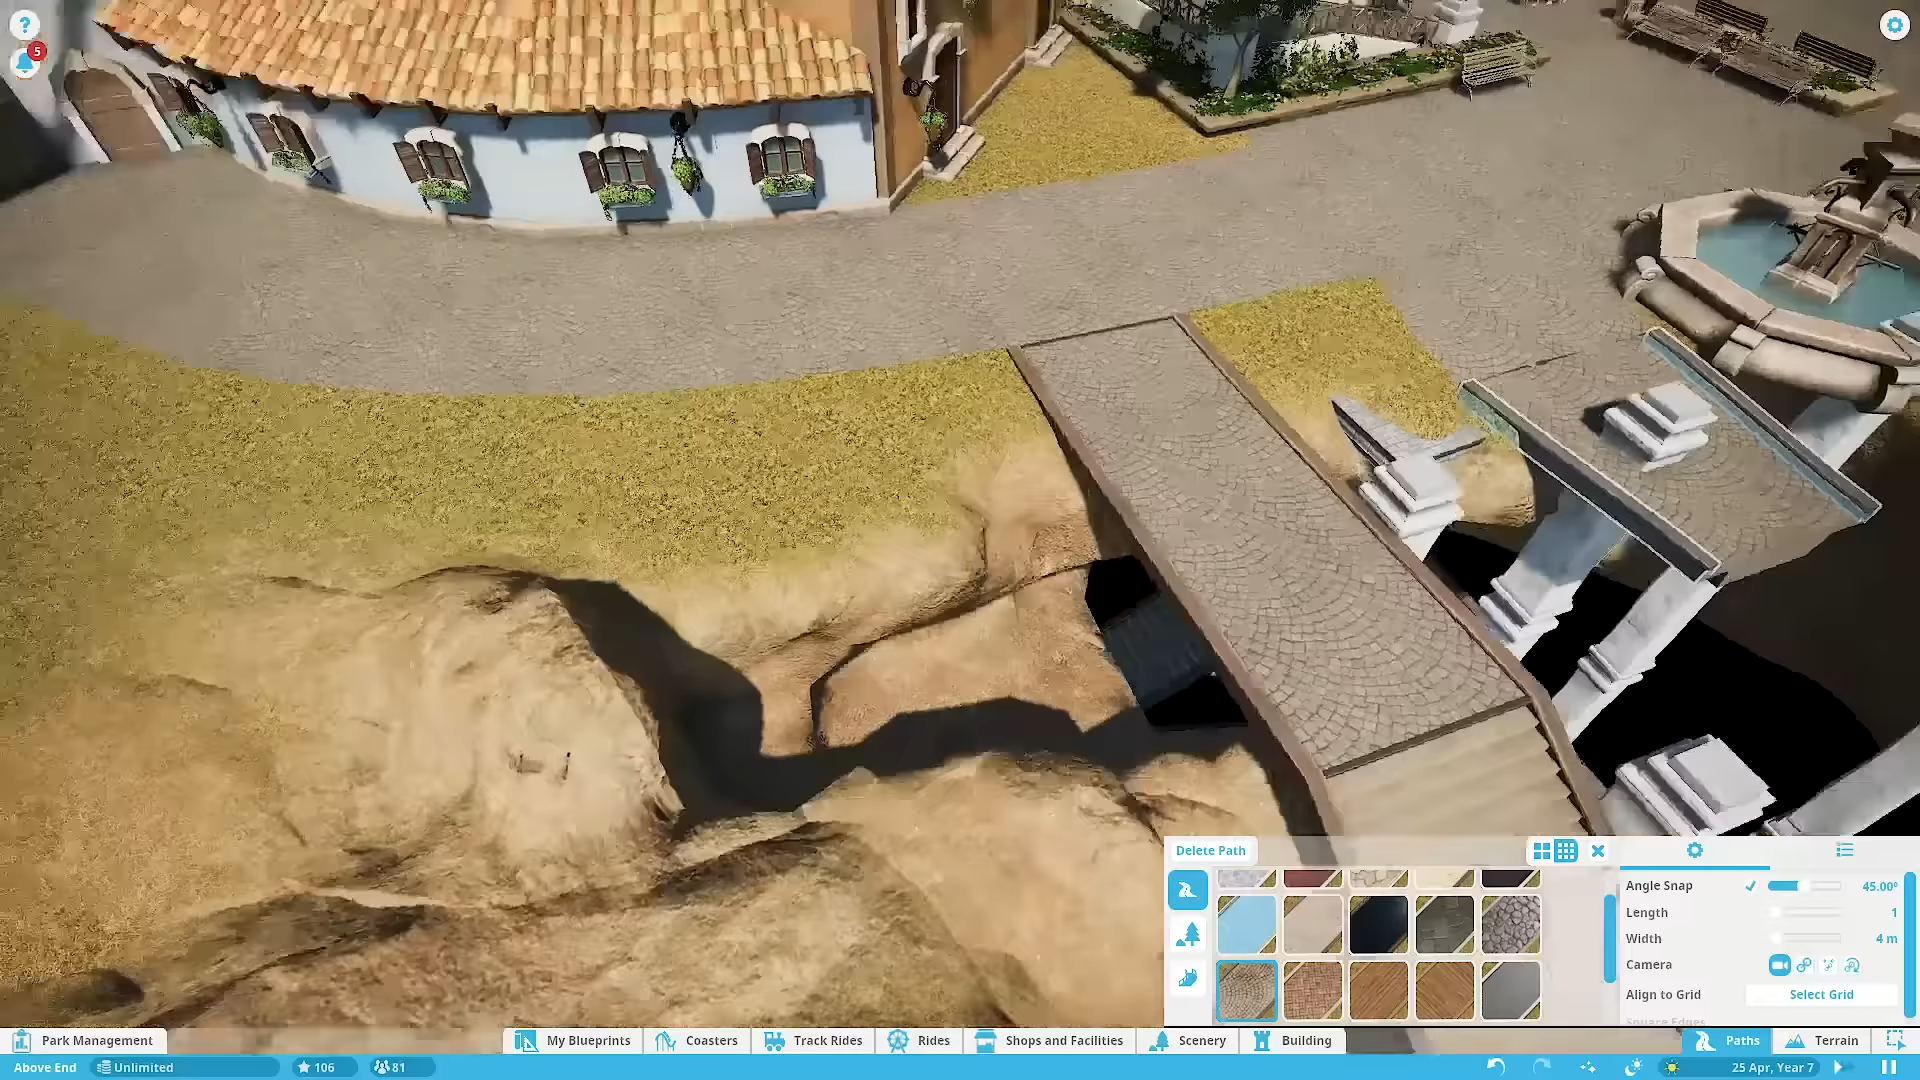 ?
5
Delete Path
Angle Snap 45.00°
Length 1
Width 4 m
Camera
Align to Grid Select Grid
Square Edges
Park Management
My Blueprints
Coasters
Track Rides
Rides
Shops and Facilities
Scenery
Building
Paths
Terrain
Above End
Unlimited
106
81
25 Apr, Year 7